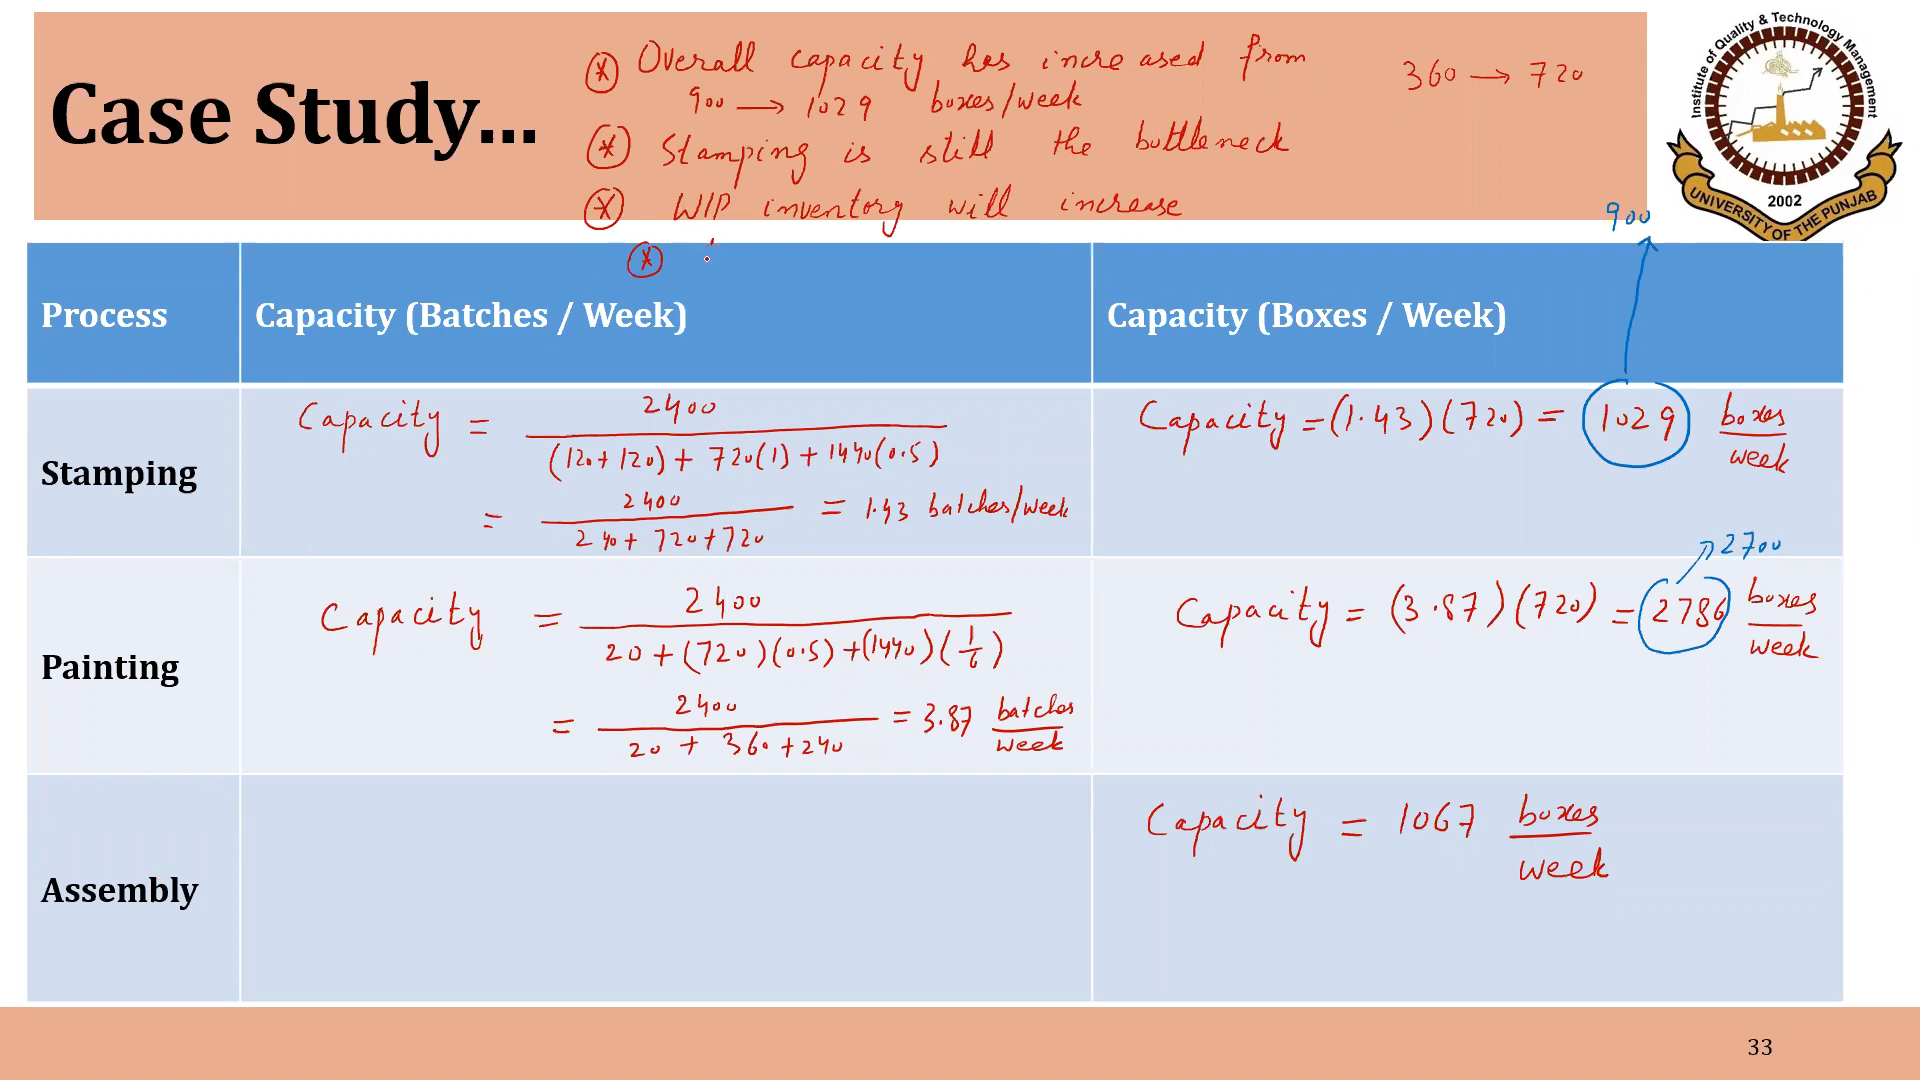 Case Study...
* Overall capacity has increased from
900 → 1029 boxes/week
* Stamping is still the bottleneck
* WIP inventory will increase
*
360 → 720
Institute of Quality & Technology Management
2002
UNIVERSITY OF THE PUNJAB
900
Process Capacity (Batches / Week) Capacity (Boxes / Week)
Stamping
Capacity = 2400 / (120+120) + 720(1) + 1440(0.5)
= 2400 / 240 + 720 + 720 = 1.43 batches/week
Capacity = (1.43)(720) = 1029 boxes/week
2700
Painting
Capacity = 2400 / 20 + (720)(0.5) + (1440)(1/6)
= 2400 / 20 + 360 + 240 = 3.87 batches/week
Capacity = (3.87)(720) = 2786 boxes/week
Assembly
Capacity = 1067 boxes/week
33